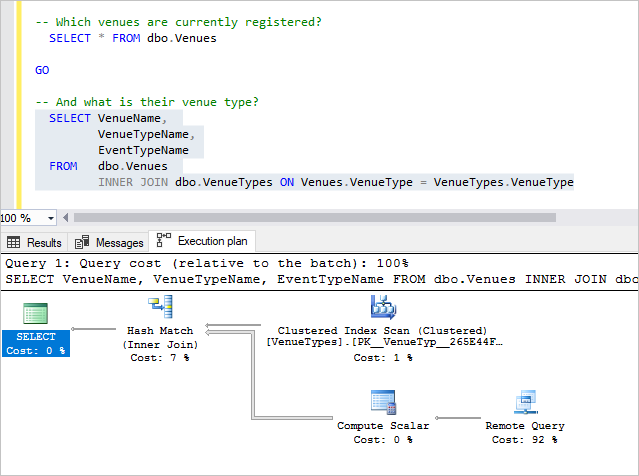 -- Which venues are currently registered?
SELECT * FROM dbo.Venues
GO
-- And what is their venue type?
SELECT VenueName,
VenueTypeName,
EventTypeName
FROM dbo.Venues
INNER JOIN dbo.VenueTypes ON Venues.VenueType = VenueTypes.VenueType
100 %
Results Messages Execution plan
Query 1: Query cost (relative to the batch): 100%
SELECT VenueName, VenueTypeName, EventTypeName FROM dbo.Venues INNER JOIN dbo
SELECT
Cost: 0 %
Hash Match
(Inner Join)
Cost: 7 %
Clustered Index Scan (Clustered)
[VenueTypes].[PK__VenueTyp__265E44F…
Cost: 1 %
Compute Scalar
Cost: 0 %
Remote Query
Cost: 92 %